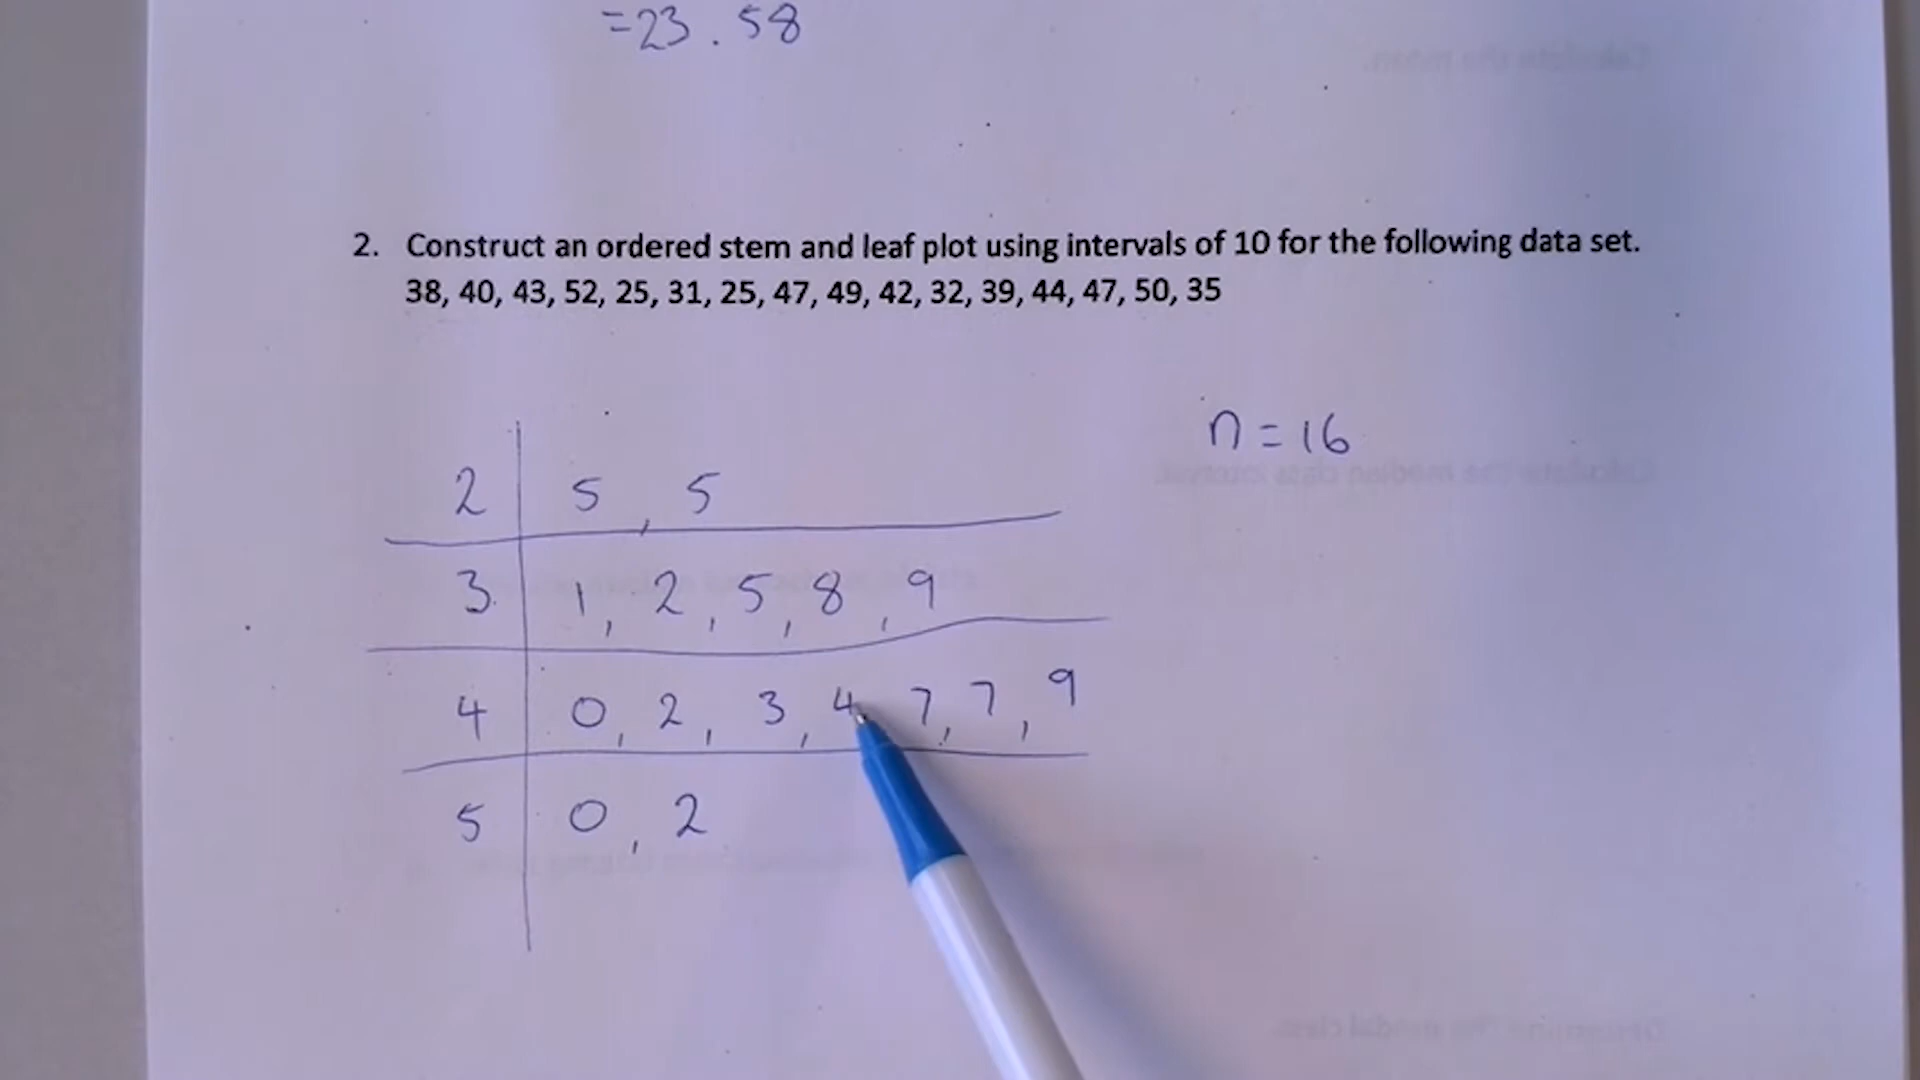 =23.58
2. Construct an ordered stem and leaf plot using intervals of 10 for the following data set.
38, 40, 43, 52, 25, 31, 25, 47, 49, 42, 32, 39, 44, 47, 50, 35
n=16
2 | 5, 5
3 | 1, 2, 5, 8, 9
4 | 0, 2, 3, 4 7, 7, 9
5 | 0, 2